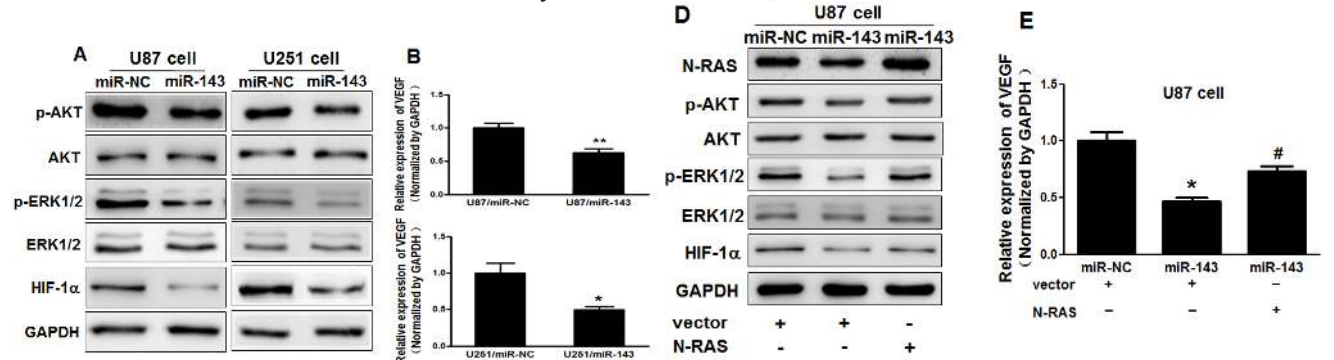 A
U87 cell U251 cell
miR-NC miR-143 miR-NC miR-143
p-AKT
AKT
p-ERK1/2
ERK1/2
HIF-1α
GAPDH
B
Relative expression of VEGF
(Normalized by GAPDH)
1.5
1.0
0.5
0.0
**
U87/miR-NC U87/miR-143
Relative expression of VEGF
(Normalized by GAPDH)
1.5
1.0
0.5
0.0
*
U251/miR-NC U251/miR-143
D
U87 cell
miR-NC miR-143 miR-143
N-RAS
p-AKT
AKT
p-ERK1/2
ERK1/2
HIF-1α
GAPDH
vector + + -
N-RAS - - +
E
Relative expression of VEGF
(Normalized by GAPDH)
U87 cell
1.5
1.0
0.5
0.0
*
#
miR-NC miR-143 miR-143
vector + + –
N-RAS – – +